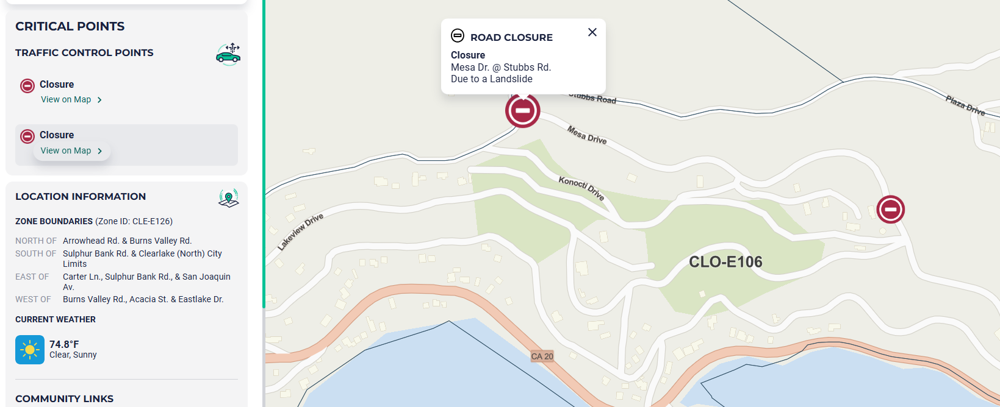 CRITICAL POINTS
TRAFFIC CONTROL POINTS
Closure
View on Map
Closure
View on Map
LOCATION INFORMATION
ZONE BOUNDARIES (Zone ID: CLE-E126)
NORTH OF Arrowhead Rd. & Burns Valley Rd.
SOUTH OF Sulphur Bank Rd. & Clearlake (North) City
Limits
EAST OF Carter Ln., Sulphur Bank Rd., & San Joaquin
Av.
WEST OF Burns Valley Rd., Acacia St. & Eastlake Dr.
CURRENT WEATHER
74.8°F
Clear, Sunny
COMMUNITY LINKS
ROAD CLOSURE
Closure
Mesa Dr. @ Stubbs Rd.
Due to a Landslide
Stubbs Road
Plaza Drive
Mesa Drive
Konocti Drive
Lakeview Drive
CLO-E106
CA 20